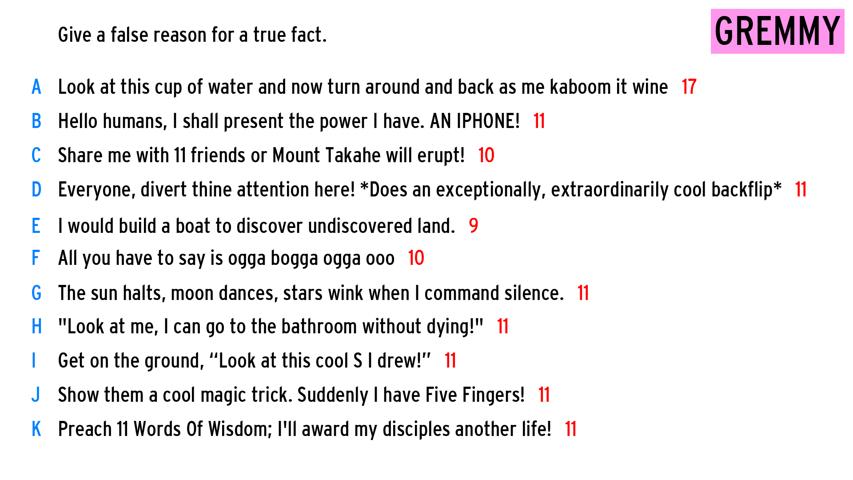 Give a false reason for a true fact.
GREMMY
A Look at this cup of water and now turn around and back as me kaboom it wine 17
B Hello humans, I shall present the power I have. AN IPHONE! 11
C Share me with 11 friends or Mount Takahe will erupt! 10
D Everyone, divert thine attention here! *Does an exceptionally, extraordinarily cool backflip* 11
E I would build a boat to discover undiscovered land. 9
F All you have to say is ogga bogga ogga ooo 10
G The sun halts, moon dances, stars wink when I command silence. 11
H "Look at me, I can go to the bathroom without dying!" 11
I Get on the ground, “Look at this cool S I drew!” 11
J Show them a cool magic trick. Suddenly I have Five Fingers! 11
K Preach 11 Words Of Wisdom; I'll award my disciples another life! 11